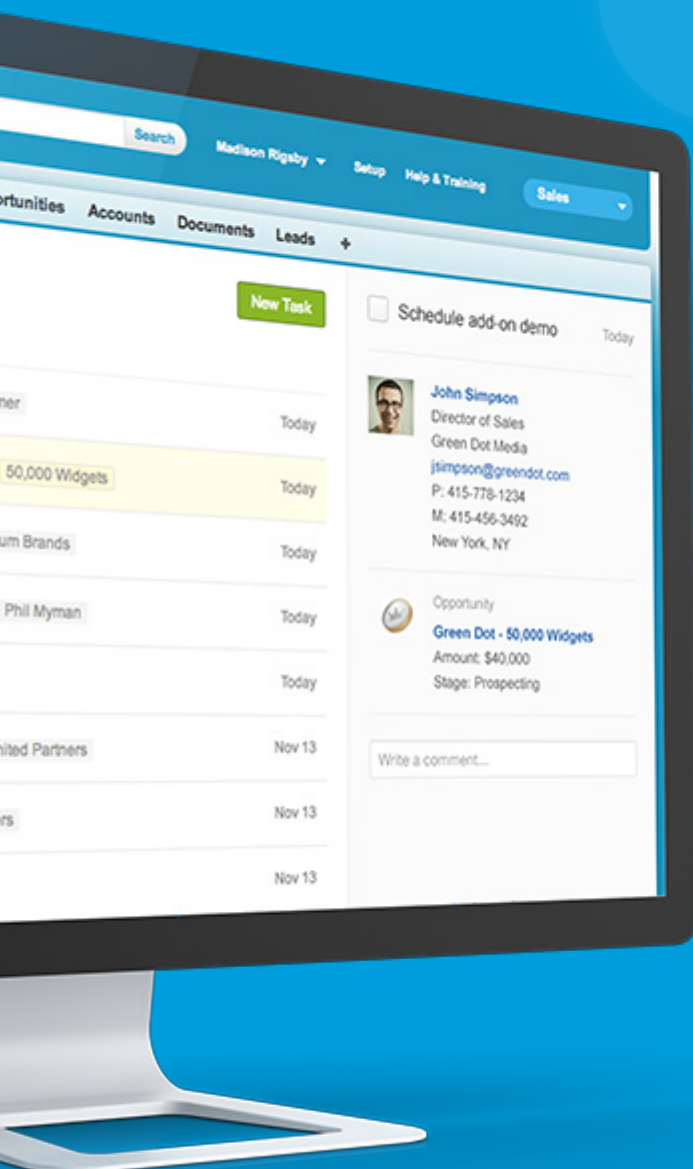 Search
Madison Rigsby
Setup
Help & Training
Sales
ortunities
Accounts
Documents
Leads
+
New Task
ner
Today
50,000 Widgets
Today
um Brands
Today
Phil Myman
Today
Today
nited Partners
Nov 13
rs
Nov 13
Nov 13
Schedule add-on demo
Today
John Simpson
Director of Sales
Green Dot Media
jsimpson@greendot.com
P: 415-778-1234
M: 415-456-3492
New York, NY
Opportunity
Green Dot - 50,000 Widgets
Amount: $40,000
Stage: Prospecting
Write a comment...